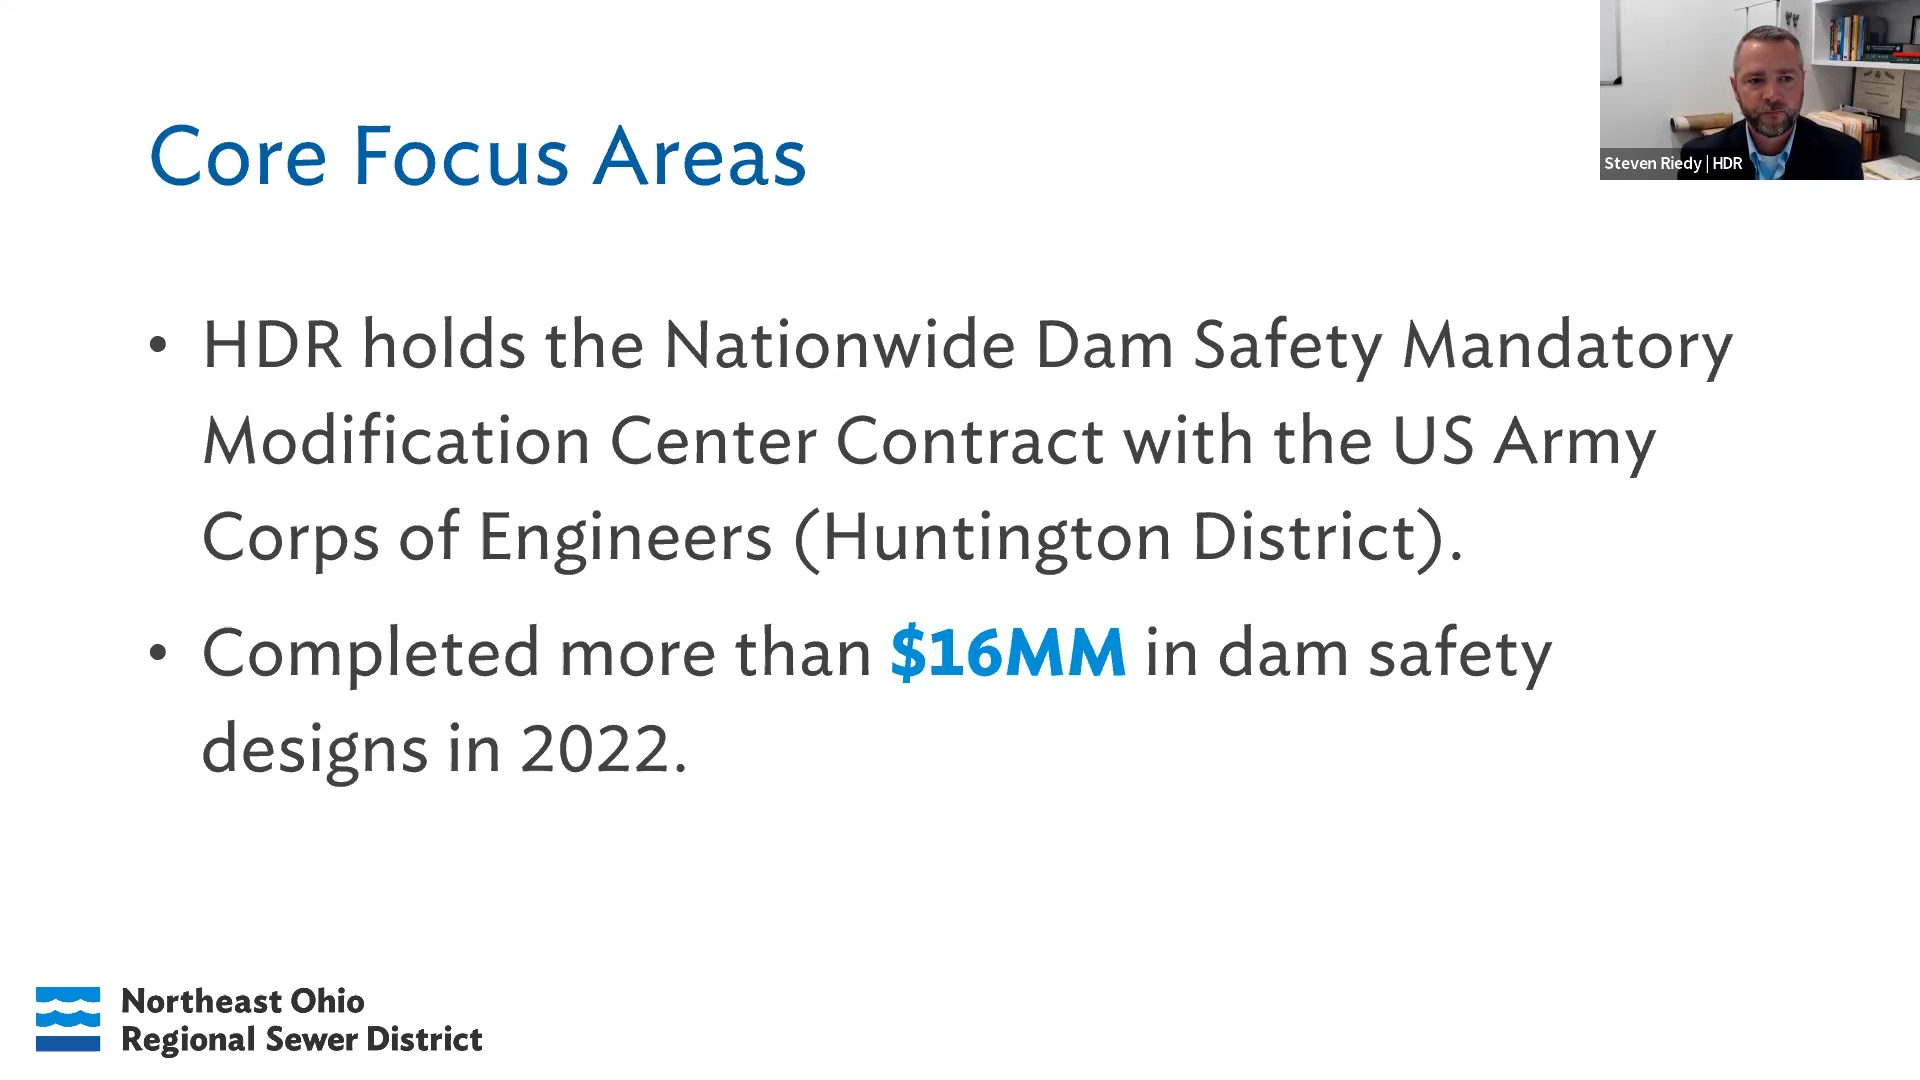 Steven Riedy | HDR
Core Focus Areas
• HDR holds the Nationwide Dam Safety Mandatory
Modification Center Contract with the US Army
Corps of Engineers (Huntington District).
• Completed more than $16MM in dam safety
designs in 2022.
Northeast Ohio
Regional Sewer District